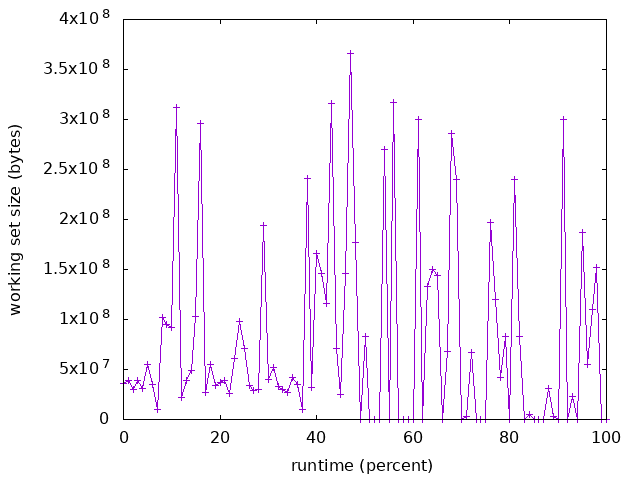 4x10^8
3.5x10^8
3x10^8
2.5x10^8
2x10^8
1.5x10^8
1x10^8
5x10^7
0
0 20 40 60 80 100
working set size (bytes)
runtime (percent)